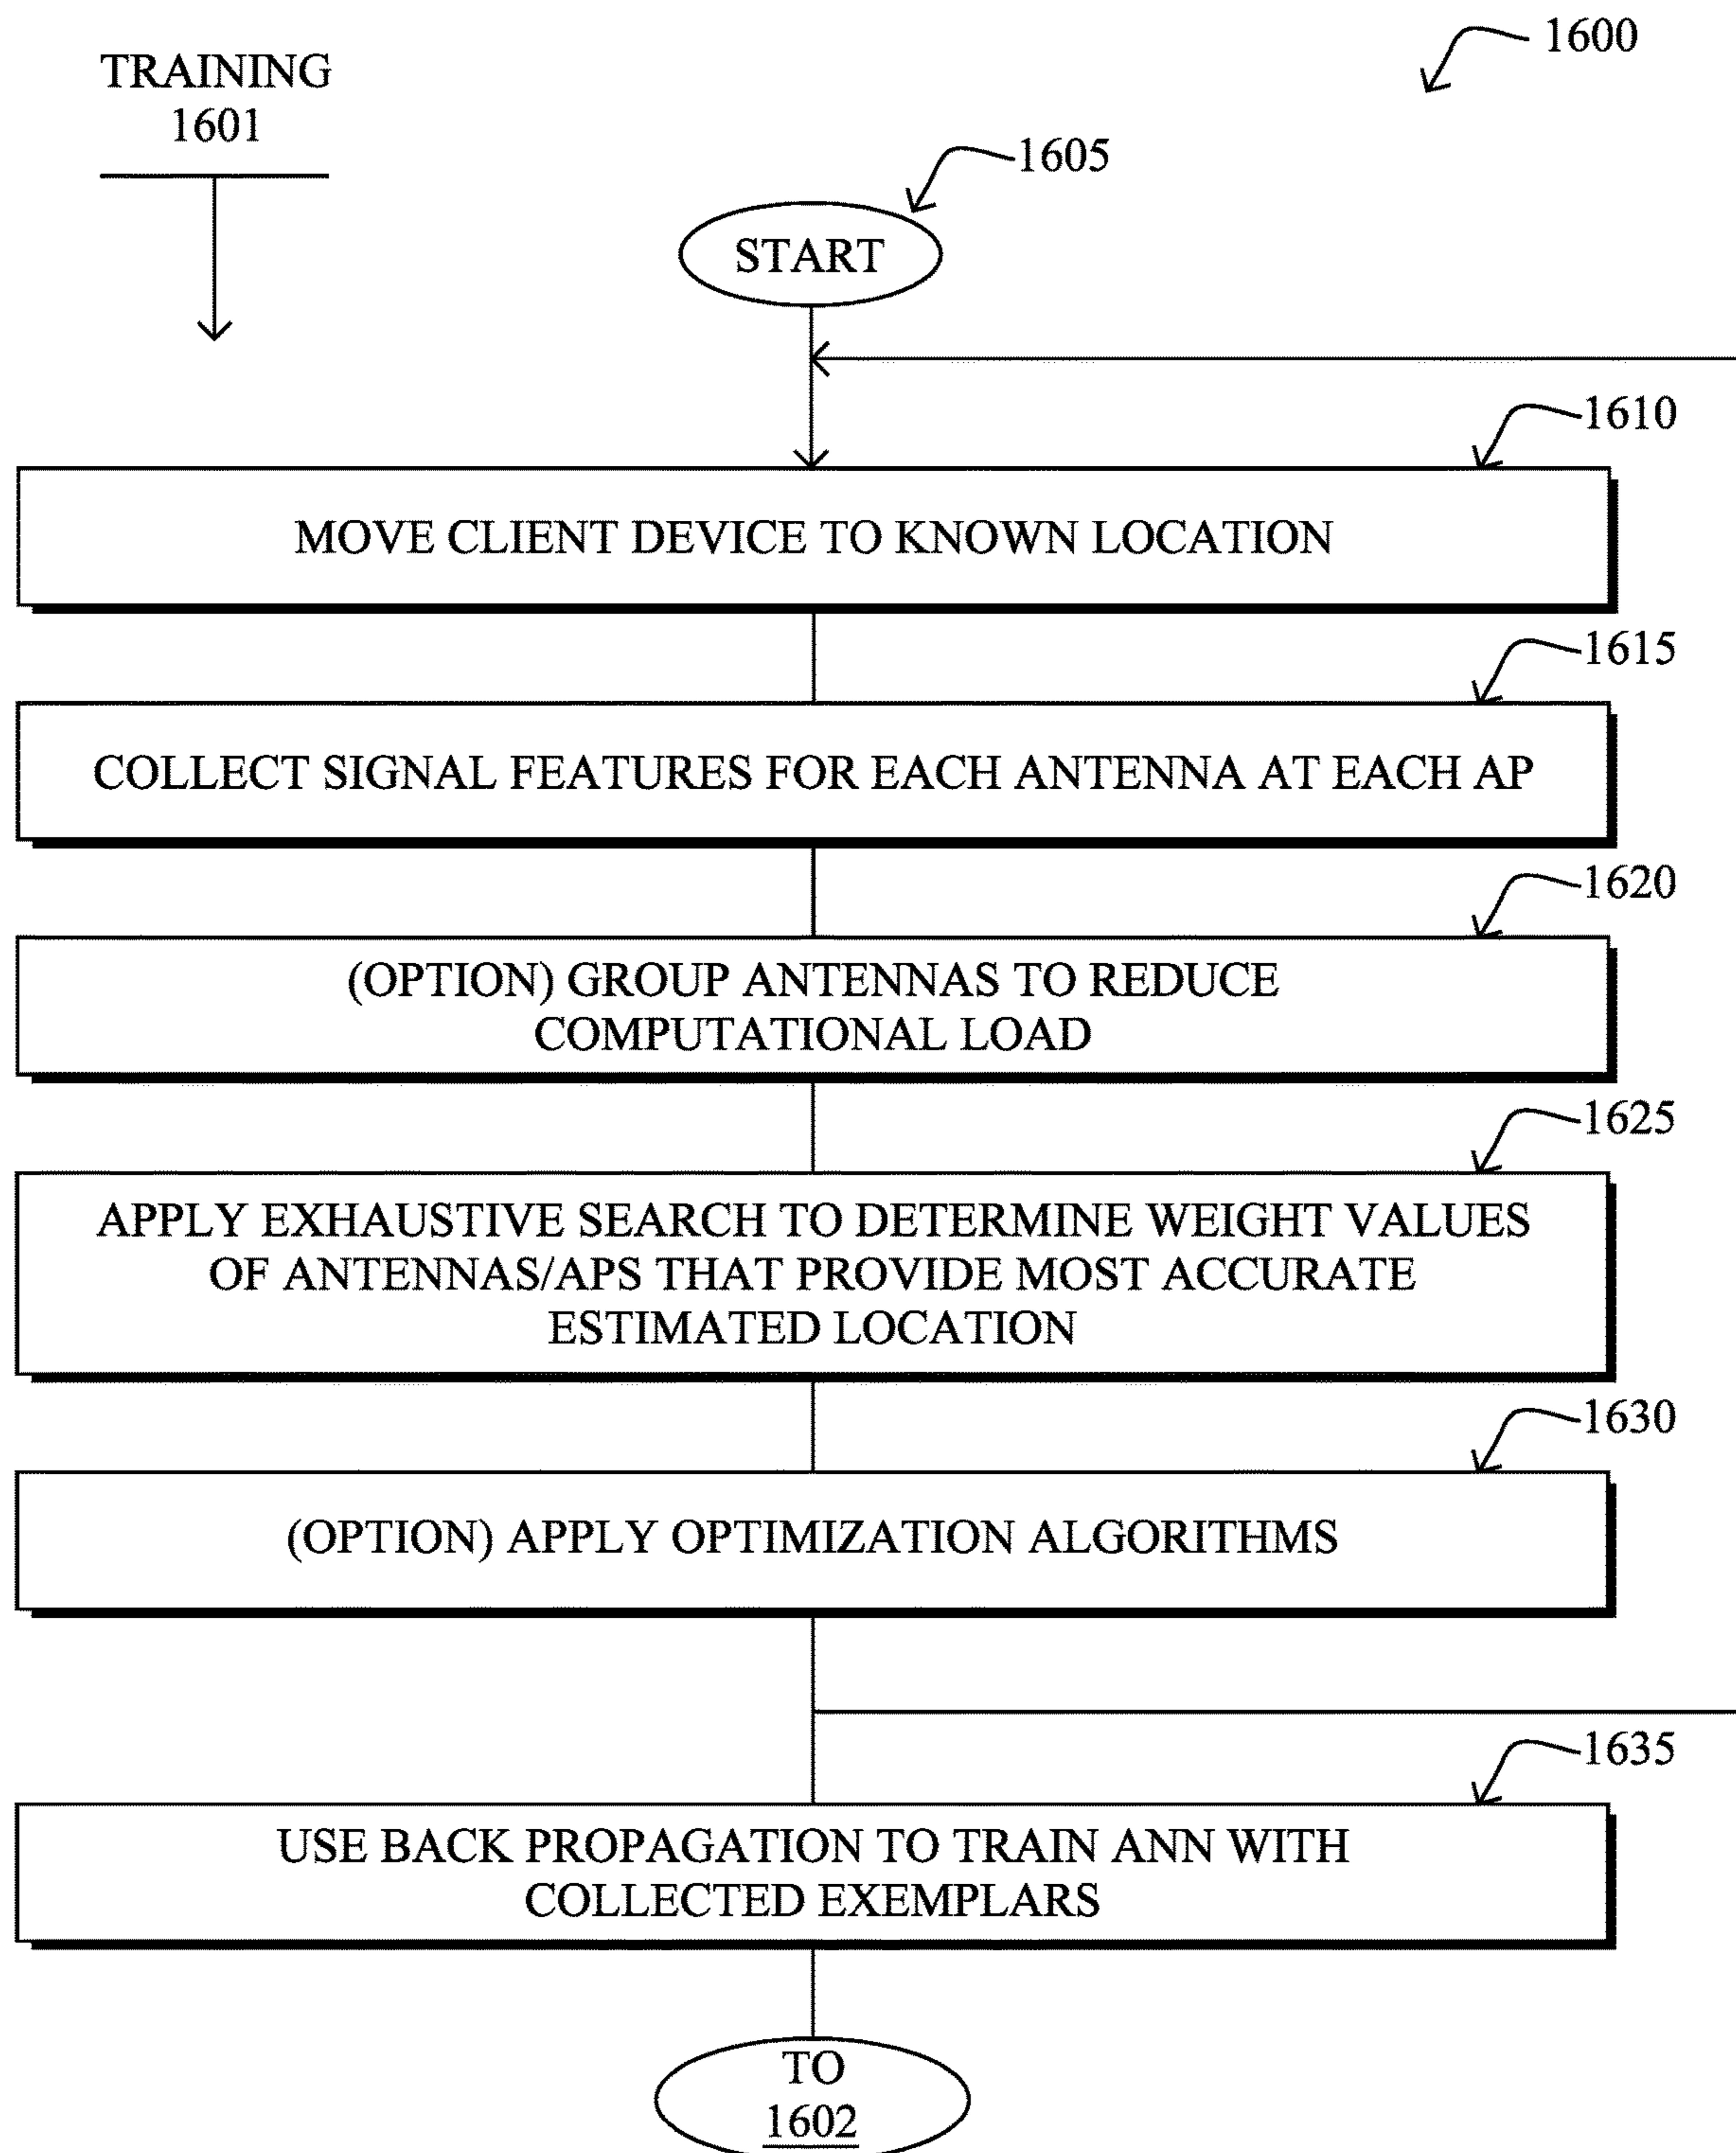 1600
TRAINING
1601
1605
START
1610
MOVE CLIENT DEVICE TO KNOWN LOCATION
1615
COLLECT SIGNAL FEATURES FOR EACH ANTENNA AT EACH AP
1620
(OPTION) GROUP ANTENNAS TO REDUCE
COMPUTATIONAL LOAD
1625
APPLY EXHAUSTIVE SEARCH TO DETERMINE WEIGHT VALUES
OF ANTENNAS/APS THAT PROVIDE MOST ACCURATE
ESTIMATED LOCATION
1630
(OPTION) APPLY OPTIMIZATION ALGORITHMS
1635
USE BACK PROPAGATION TO TRAIN ANN WITH
COLLECTED EXEMPLARS
TO
1602